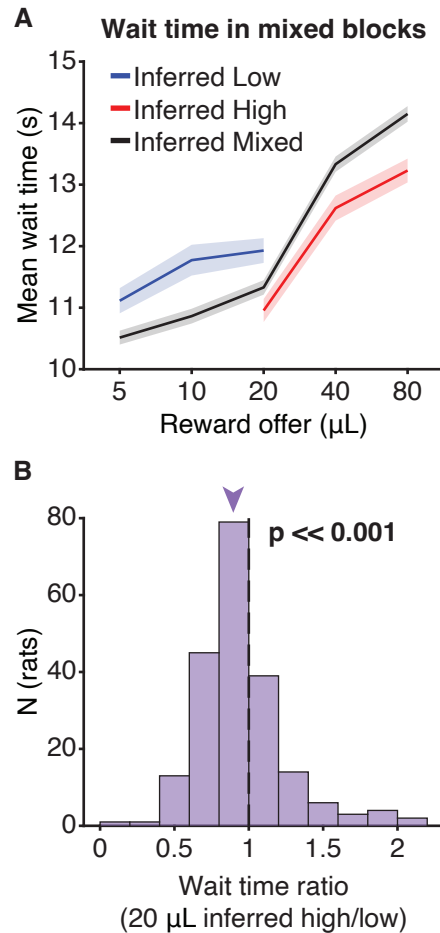 A
Wait time in mixed blocks
Mean wait time (s)
15
14
13
12
11
10
Inferred Low
Inferred High
Inferred Mixed
5 10 20 40 80
Reward offer (µL)
B
p << 0.001
N (rats)
80
60
40
20
0
0 0.5 1 1.5 2
Wait time ratio
(20 µL inferred high/low)